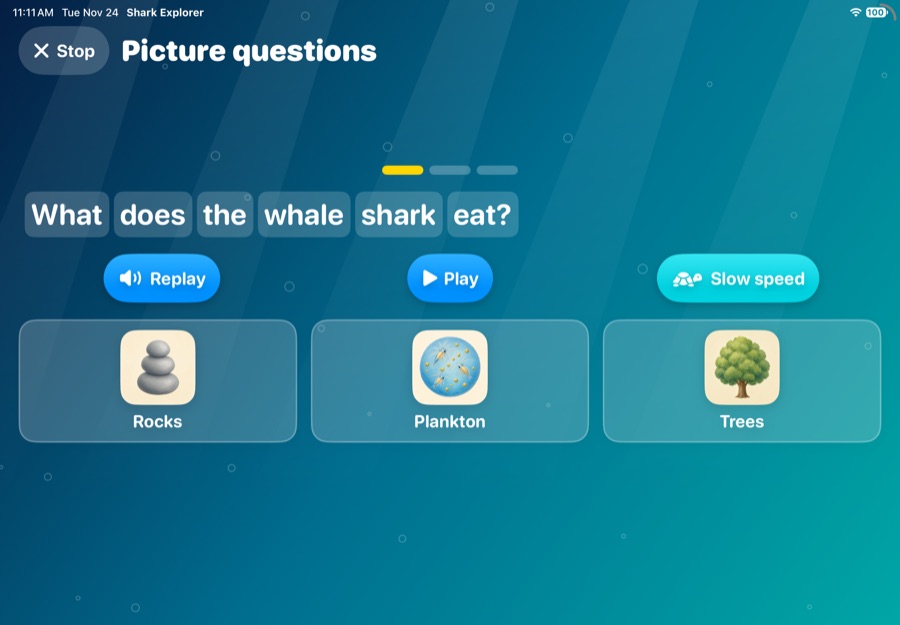 11:11 AM Tue Nov 24 Shark Explorer
100
Stop
Picture questions
What does the whale shark eat?
Replay
Play
Slow speed
Rocks
Plankton
Trees